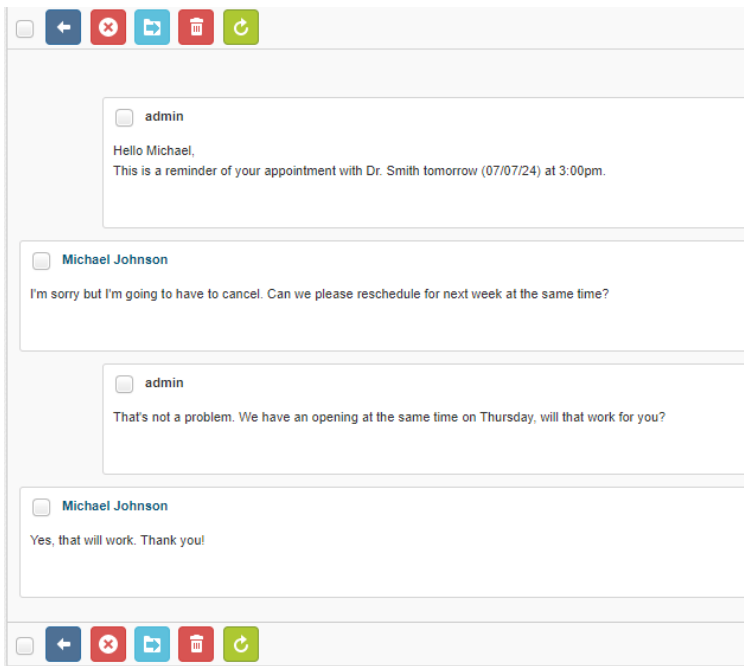 admin
Hello Michael,
This is a reminder of your appointment with Dr. Smith tomorrow (07/07/24) at 3:00pm.
Michael Johnson
I'm sorry but I'm going to have to cancel. Can we please reschedule for next week at the same time?
admin
That's not a problem. We have an opening at the same time on Thursday, will that work for you?
Michael Johnson
Yes, that will work. Thank you!